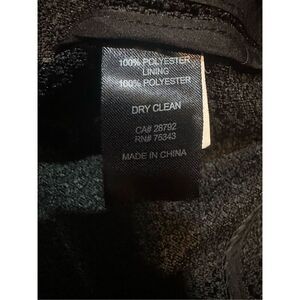 100% POLYESTER
LINING
100% POLYESTER
DRY CLEAN
CA# 28792
RN# 75343
MADE IN CHINA